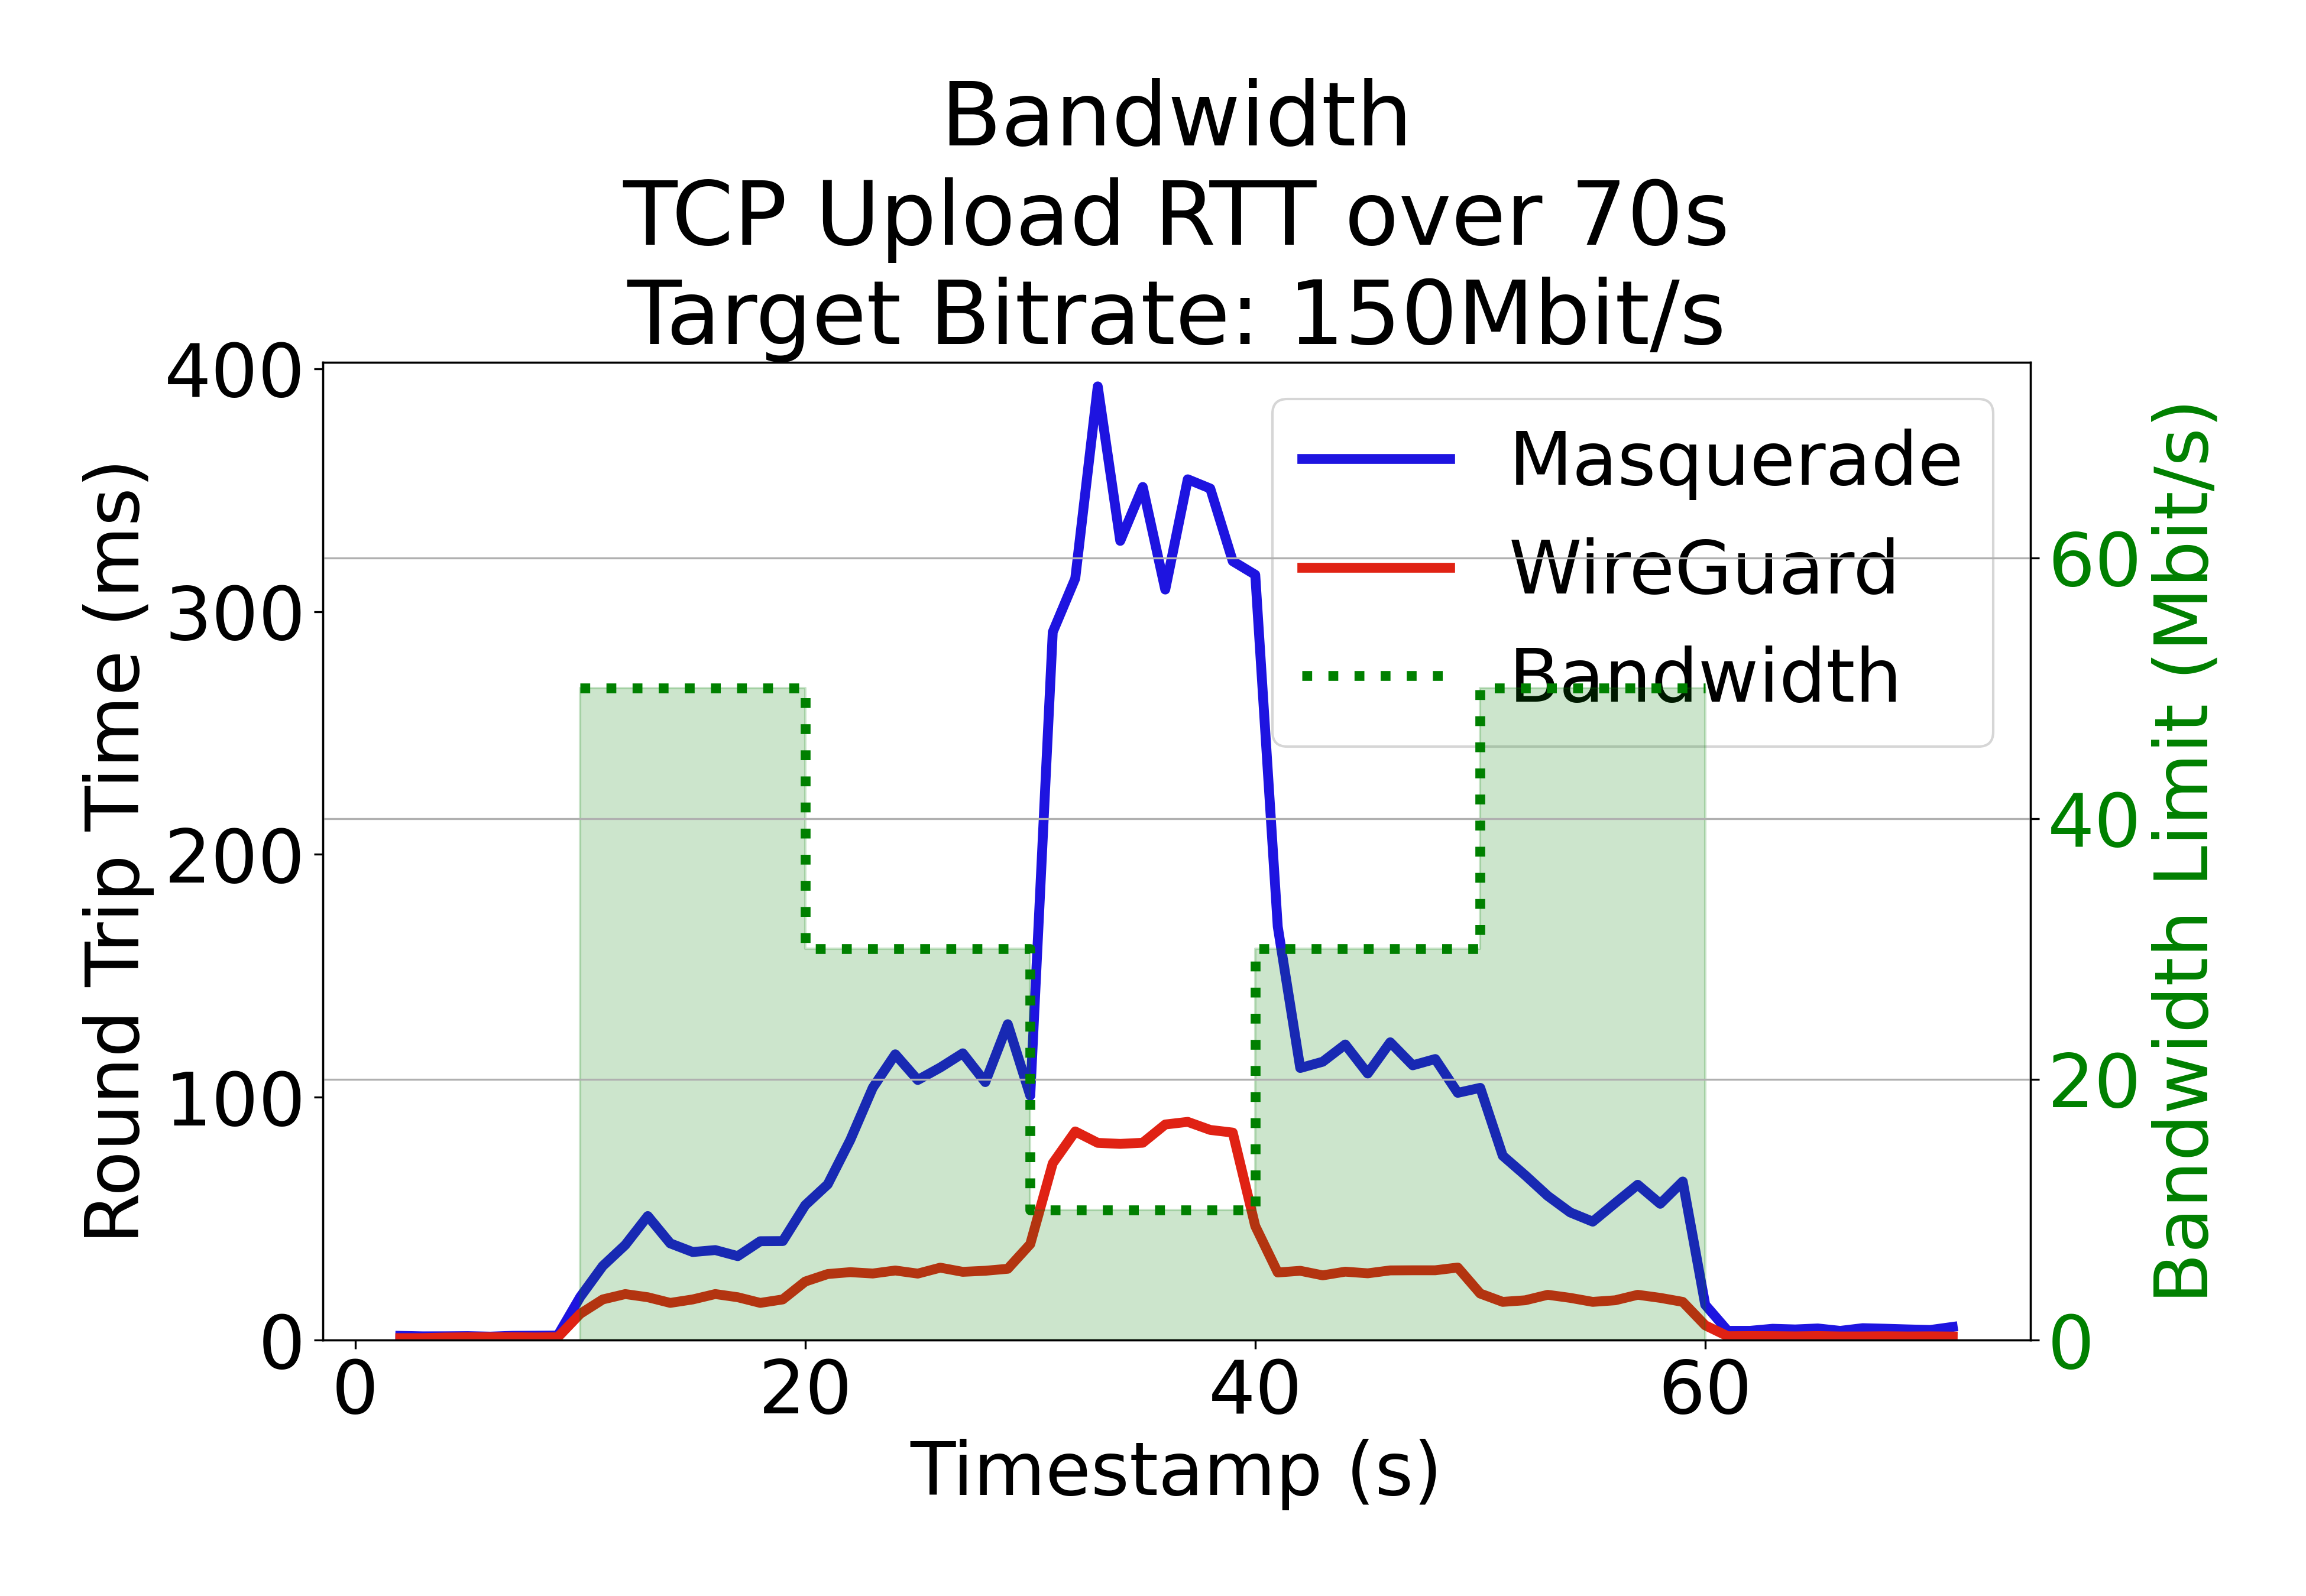 Bandwidth
TCP Upload RTT over 70s
Target Bitrate: 150Mbit/s
Round Trip Time (ms)
400
300
200
100
0
Masquerade
WireGuard
Bandwidth
60
40
20
0
Bandwidth Limit (Mbit/s)
0 20 40 60
Timestamp (s)